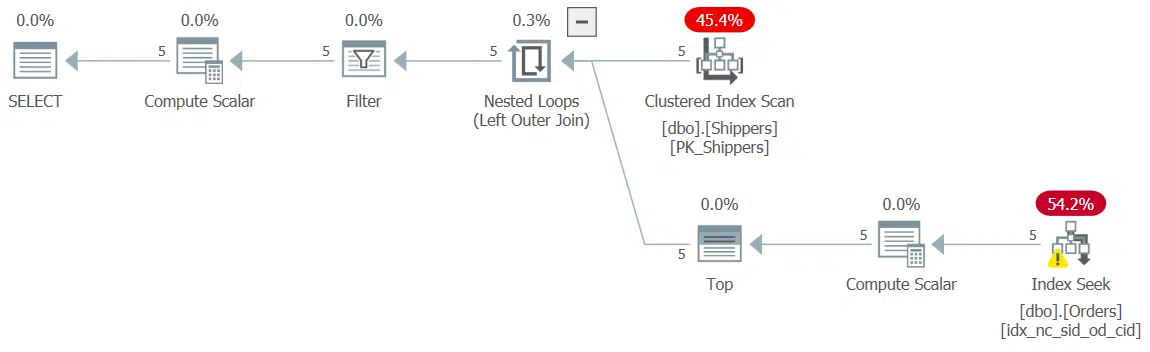 0.0%
0.0%
0.0%
0.3%
45.4%
5
5
5
5
SELECT
Compute Scalar
Filter
Nested Loops
(Left Outer Join)
Clustered Index Scan
[dbo].[Shippers]
[PK_Shippers]
0.0%
0.0%
54.2%
5
5
5
Top
Compute Scalar
Index Seek
[dbo].[Orders]
[idx_nc_sid_od_cid]